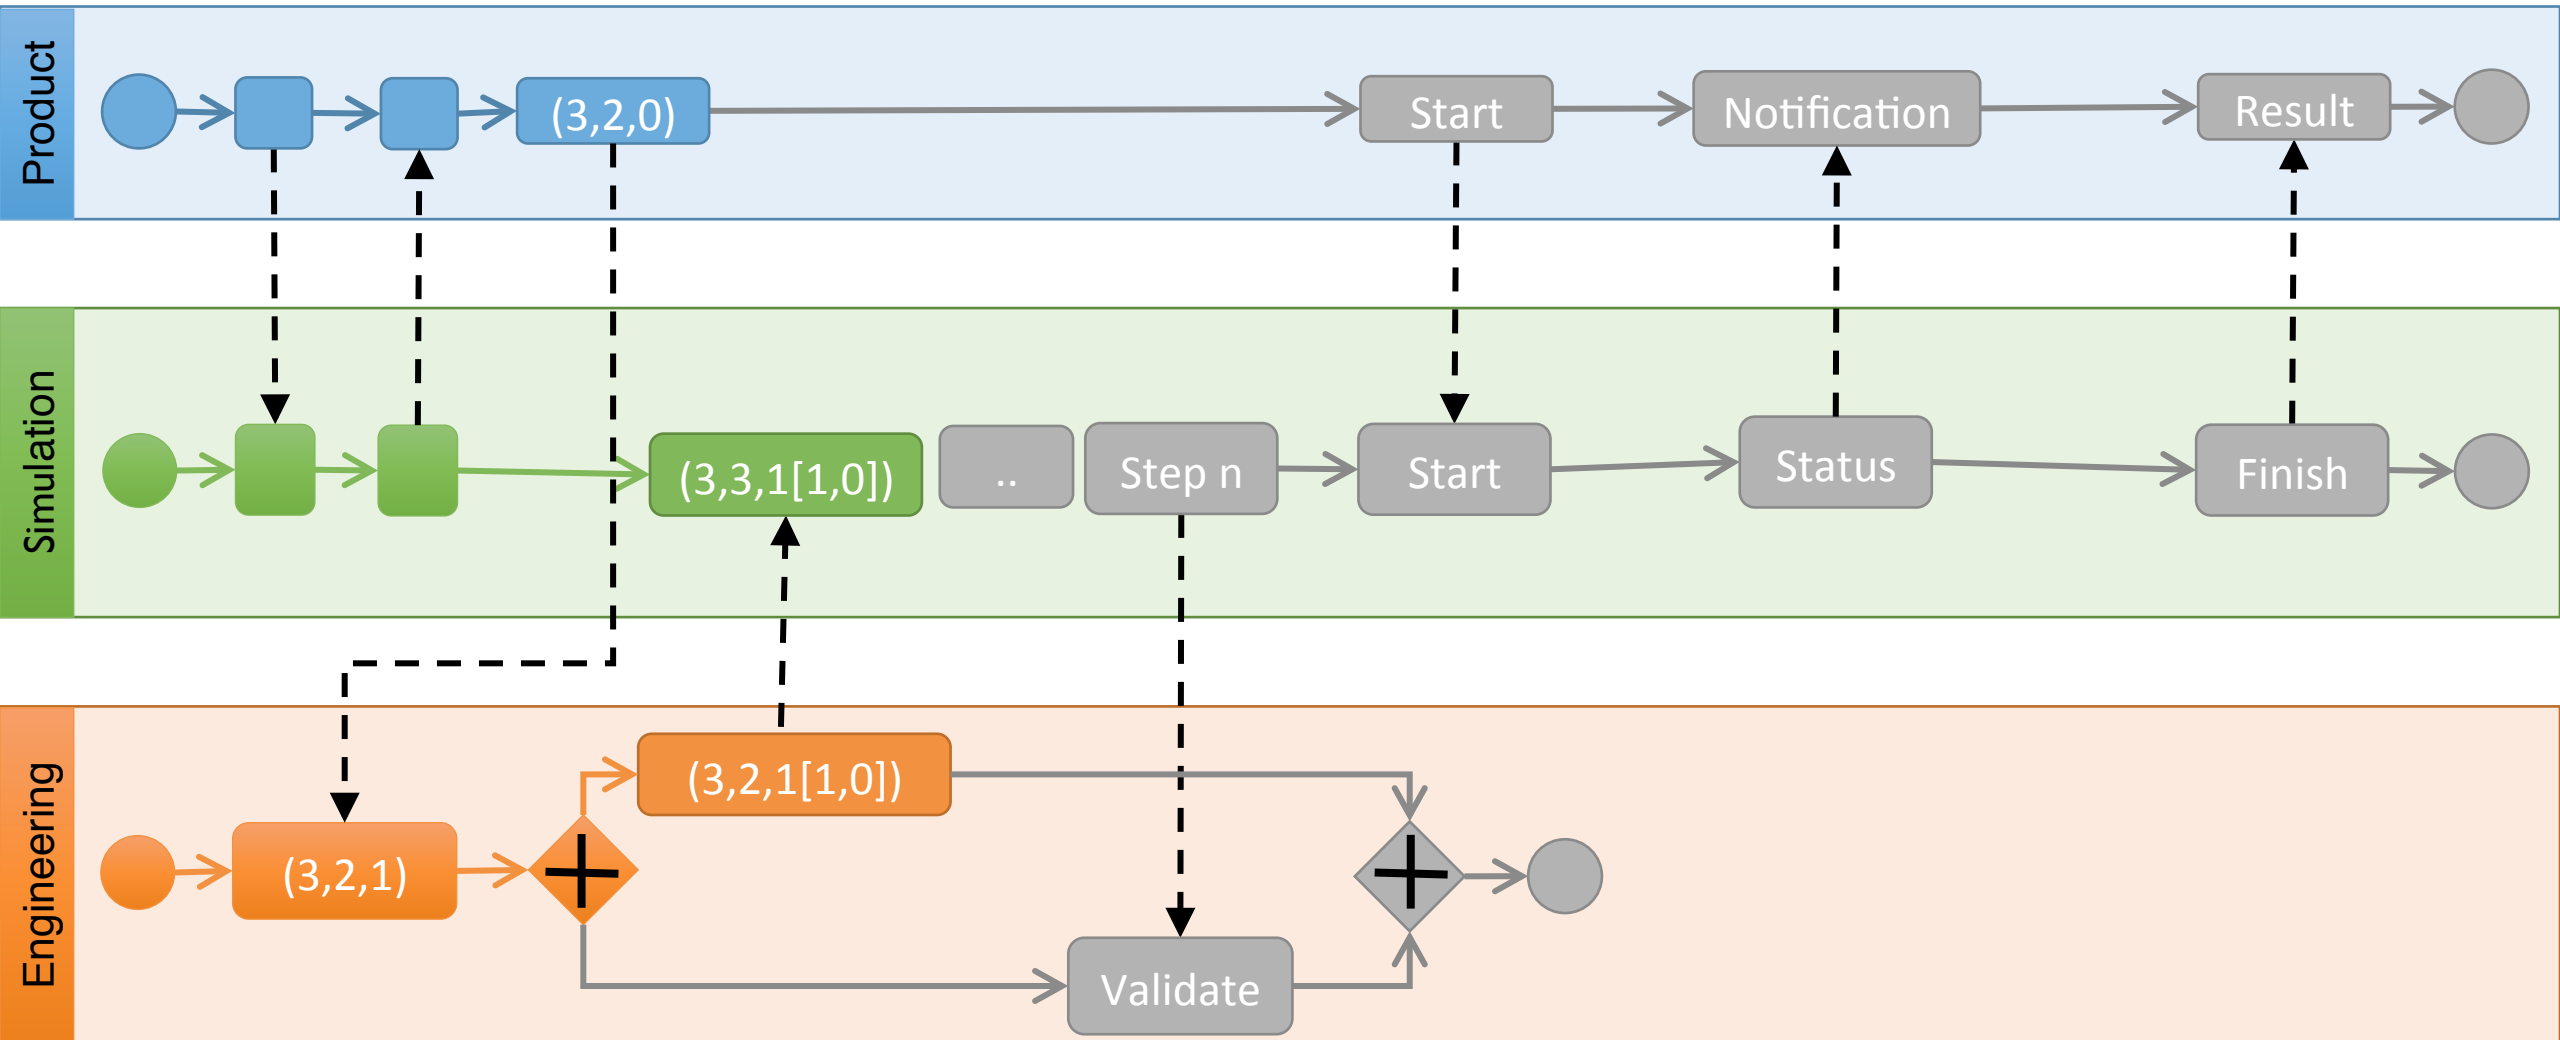 Product
(3,2,0)
Start
Notification
Result
Simulation
(3,3,1[1,0])
..
Step n
Start
Status
Finish
Engineering
(3,2,1[1,0])
(3,2,1)
Validate